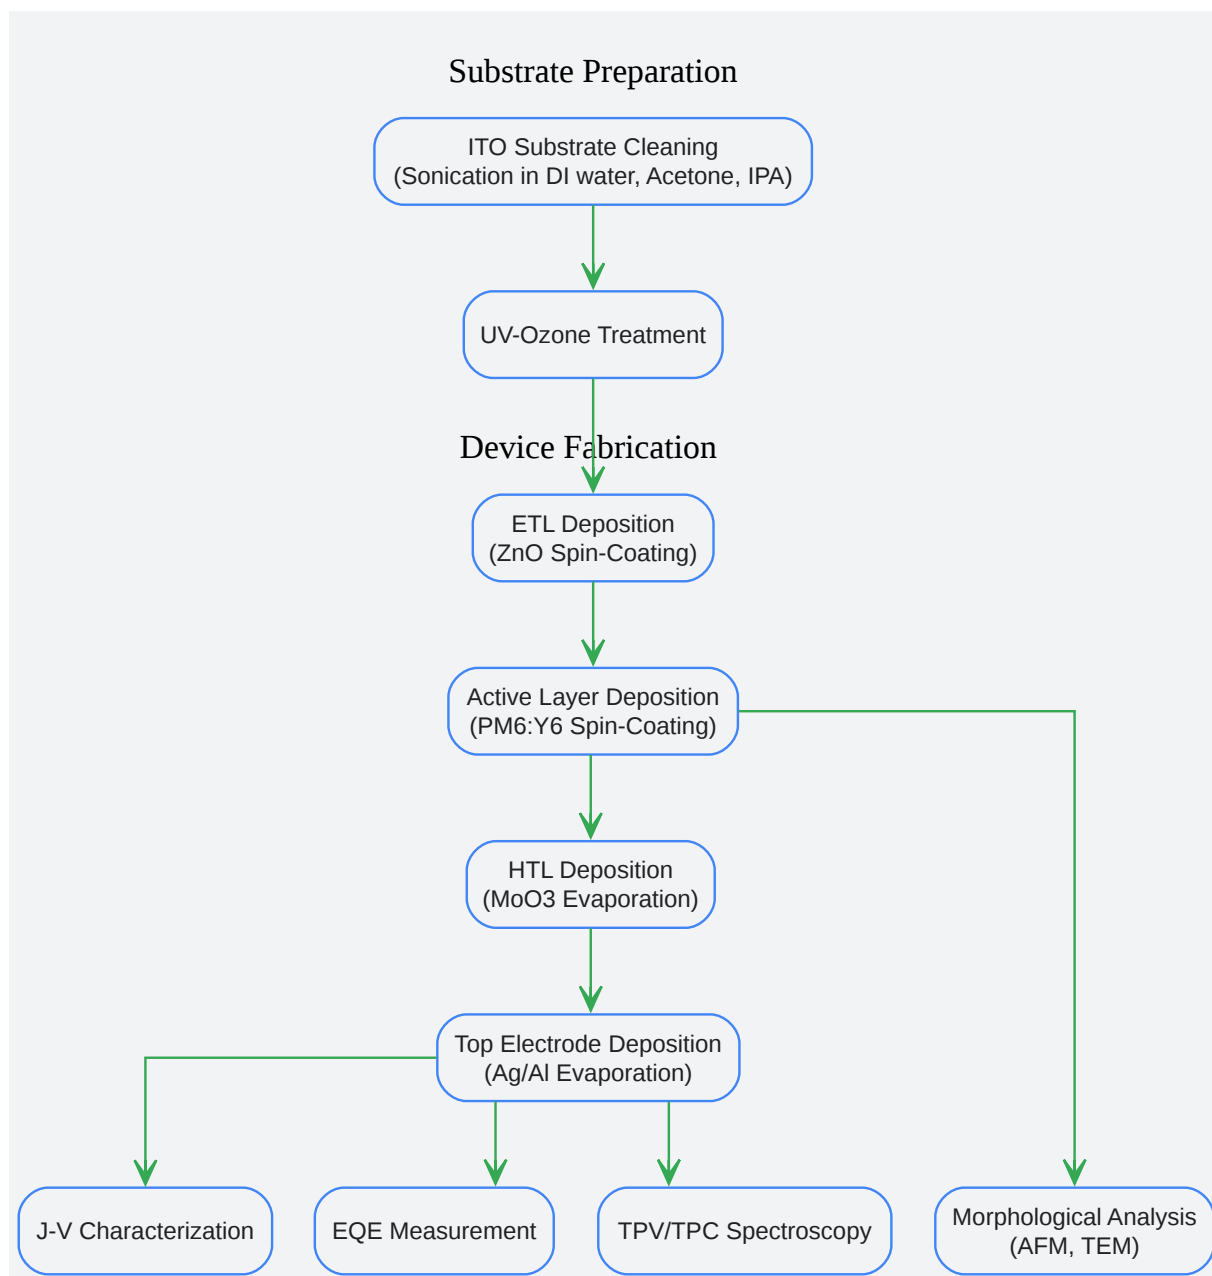 Substrate Preparation
ITO Substrate Cleaning
(Sonication in DI water, Acetone, IPA)
UV-Ozone Treatment
Device Fabrication
ETL Deposition
(ZnO Spin-Coating)
Active Layer Deposition
(PM6:Y6 Spin-Coating)
HTL Deposition
(MoO3 Evaporation)
Top Electrode Deposition
(Ag/Al Evaporation)
J-V Characterization
EQE Measurement
TPV/TPC Spectroscopy
Morphological Analysis
(AFM, TEM)